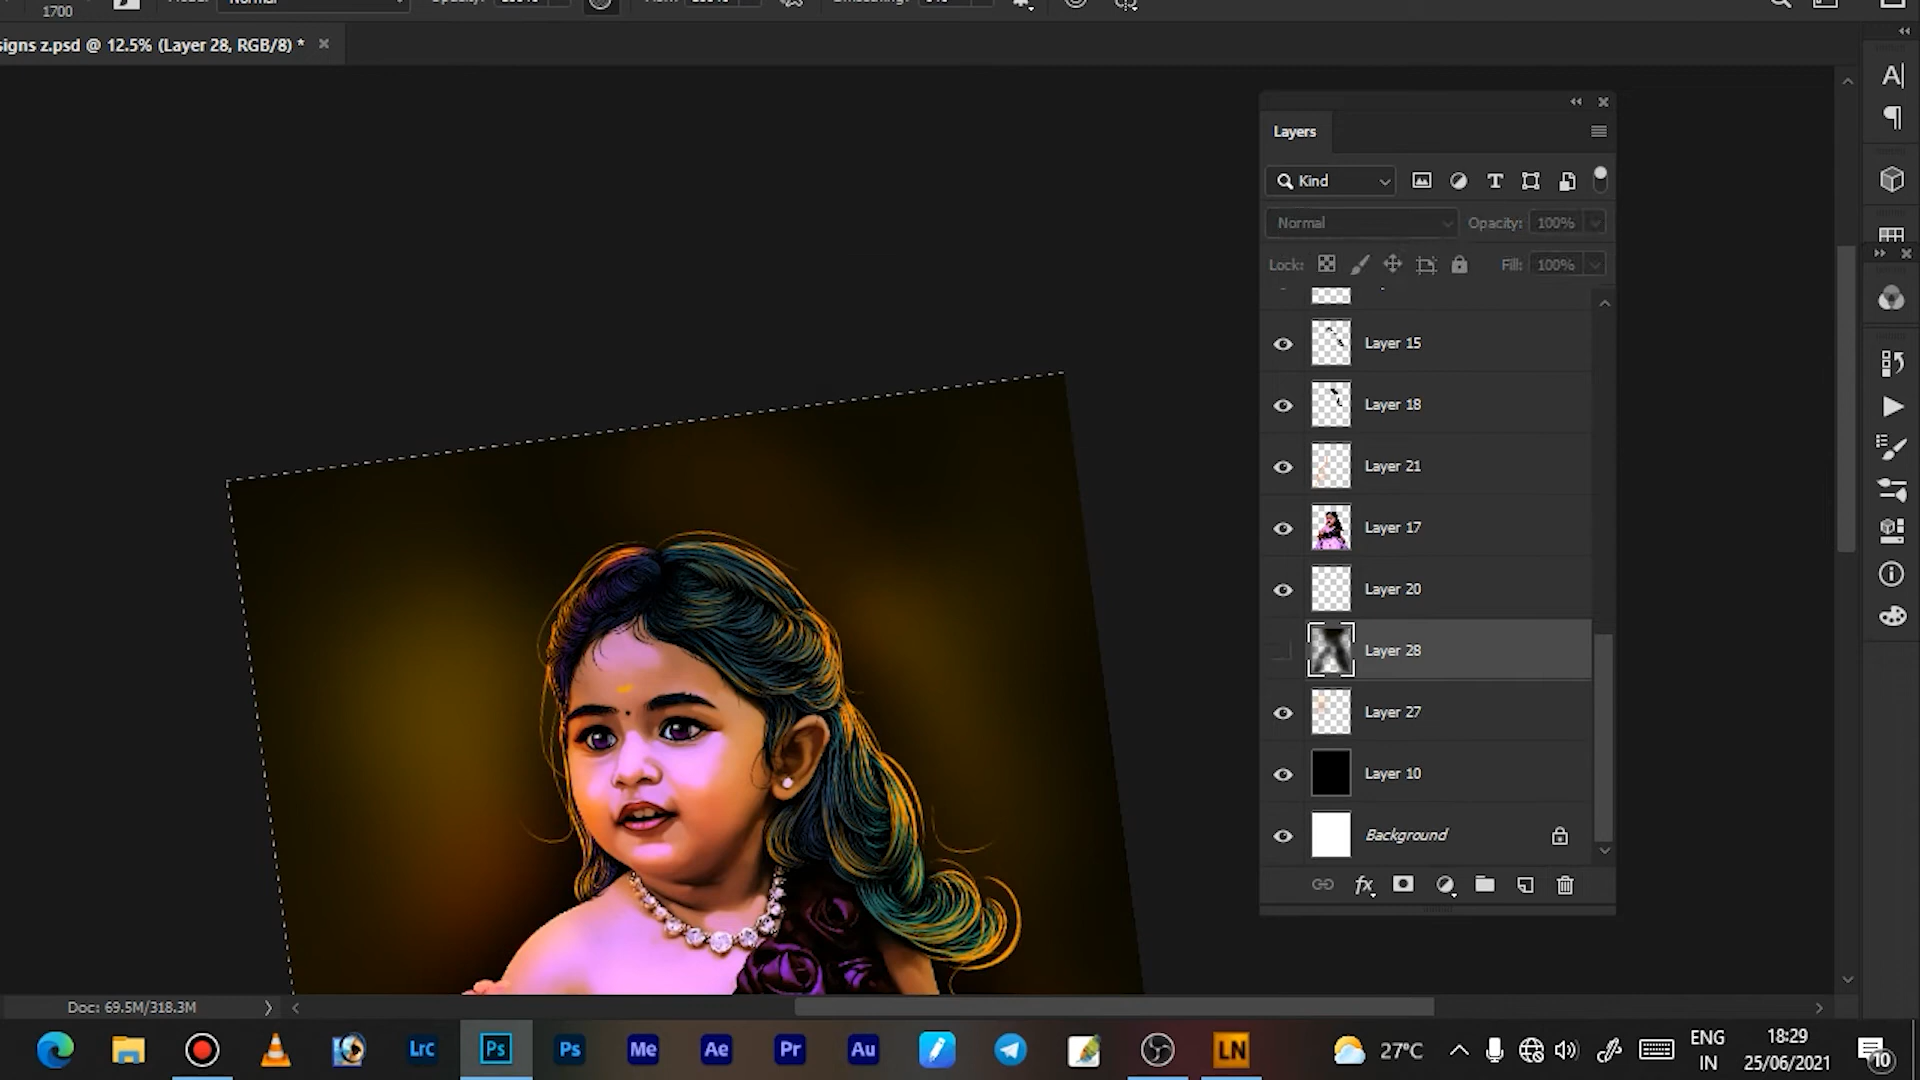 1700
Normal
signs z.psd @ 12.5% (Layer 28, RGB/8) *
Layers
Kind
Normal
Opacity: 100%
Lock:
Fill: 100%
Layer 15
Layer 18
Layer 21
Layer 17
Layer 20
Layer 28
Layer 27
Layer 10
Background
fx
Doc: 69.5M/318.3M
Lrc
Ps
Ps
Me
Ae
Pr
Au
LN
27°C
ENG
IN
18:29
25/06/2021
10